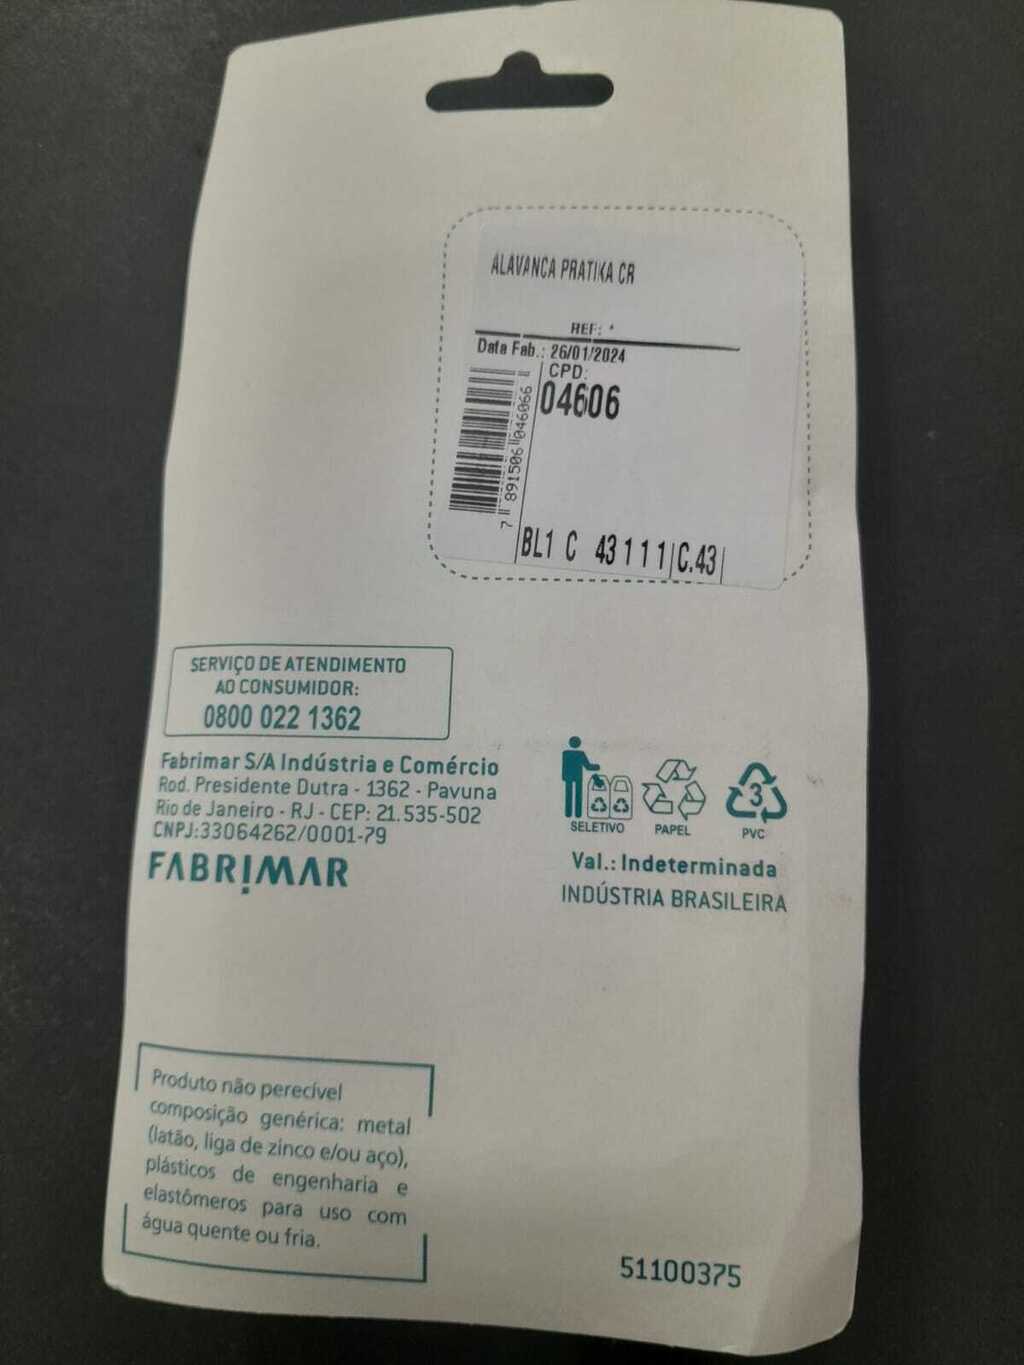 ALAVANCA PRATIKA CR
REF: *
Data Fab.: 26/01/2024
CPD:
04606
7 891506 046066
BL1 C 43 1 1 1 C.43
SERVIÇO DE ATENDIMENTO
AO CONSUMIDOR:
0800 022 1362
Fabrimar S/A Indústria e Comércio
Rod. Presidente Dutra - 1362 - Pavuna
Rio de Janeiro - RJ - CEP: 21.535-502
CNPJ:33064262/0001-79
FABRIMAR
SELETIVO
PAPEL
3
PVC
Val.: Indeterminada
INDÚSTRIA BRASILEIRA
Produto não perecível
composição genérica: metal
(latão, liga de zinco e/ou aço),
plásticos de engenharia e
elastômeros para uso com
água quente ou fria.
51100375